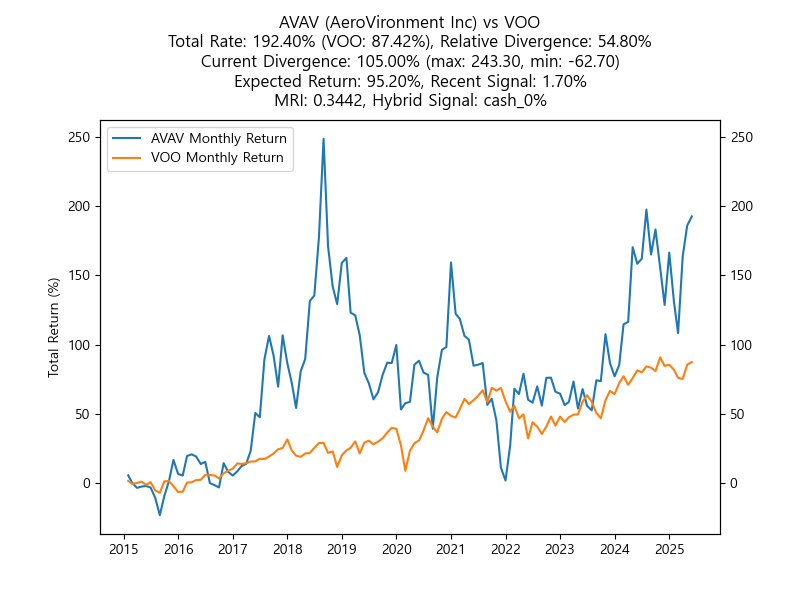 AVAV (AeroVironment Inc) vs VOO
Total Rate: 192.40% (VOO: 87.42%), Relative Divergence: 54.80%
Current Divergence: 105.00% (max: 243.30, min: -62.70)
Expected Return: 95.20%, Recent Signal: 1.70%
MRI: 0.3442, Hybrid Signal: cash_0%
AVAV Monthly Return
VOO Monthly Return
Total Return (%)
250
200
150
100
50
0
250
200
150
100
50
0
2015 2016 2017 2018 2019 2020 2021 2022 2023 2024 2025